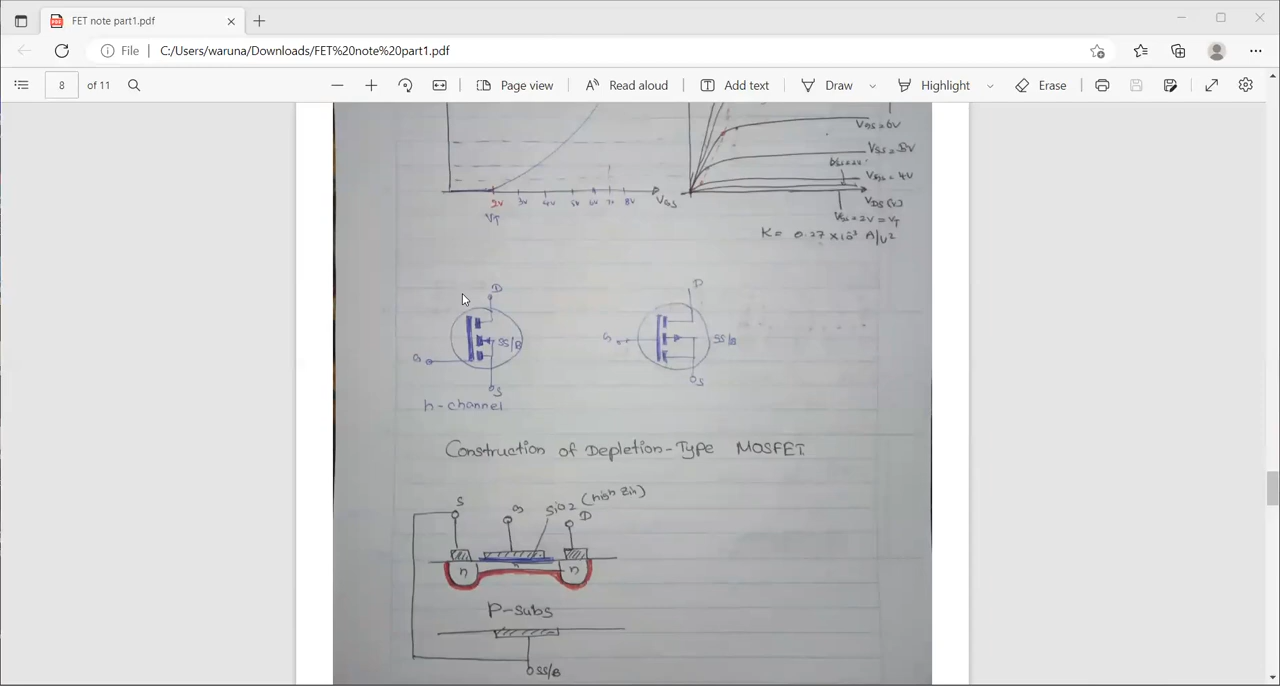 FET note part1.pdf
File
C:/Users/waruna/Downloads/FET%20note%20part1.pdf
8 of 11
Page view
Read aloud
Add text
Draw
Highlight
Erase
VGS=6V
VGS=5V
VGS=4V
2V 3V 4V 5V 6V 7V 8V VGS
VDS(V)
VT
VGS=2V=VT
K= 0.27×10-3 A/V2
D
D
SS/B
G
SS/B
G
S
S
n-channel
Construction of Depletion-Type MOSFET
S
G
SiO2 (high Zin)
D
n
n
n
P-subs
SS/B